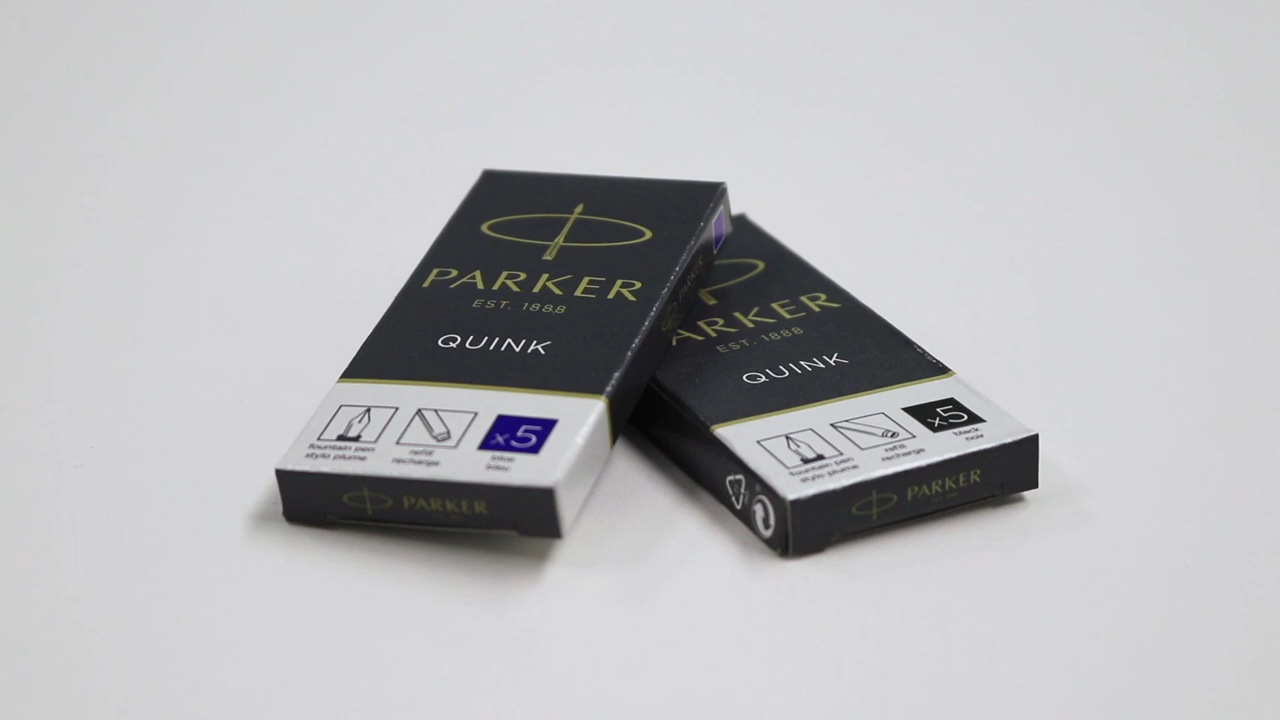 PARKER
EST. 1888
QUINK
fountain pen
stylo plume
refill
recharge
x5
blue
bleu
PARKER
ARKER
EST. 1888
QUINK
fountain pen
stylo plume
refill
recharge
x5
black
noir
PARKER